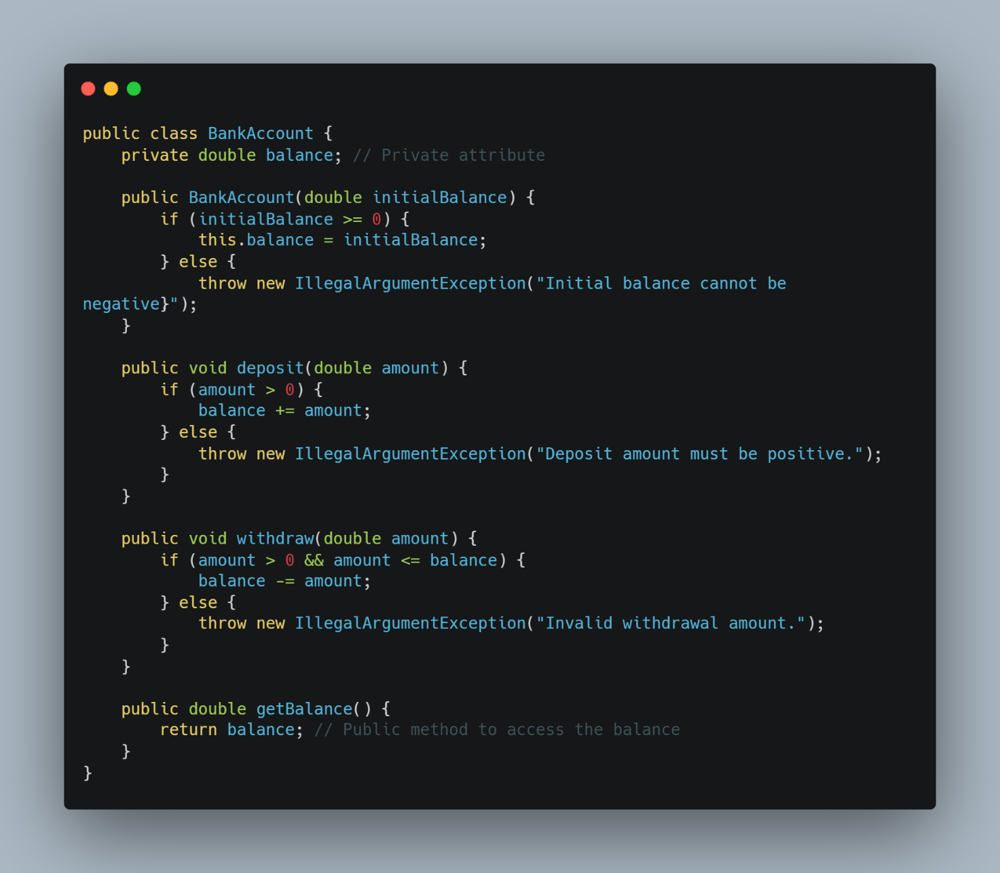 public class BankAccount {
    private double balance; // Private attribute

    public BankAccount(double initialBalance) {
        if (initialBalance >= 0) {
            this.balance = initialBalance;
        } else {
            throw new IllegalArgumentException("Initial balance cannot be
negative}");
    }

    public void deposit(double amount) {
        if (amount > 0) {
            balance += amount;
        } else {
            throw new IllegalArgumentException("Deposit amount must be positive.");
        }
    }

    public void withdraw(double amount) {
        if (amount > 0 && amount <= balance) {
            balance -= amount;
        } else {
            throw new IllegalArgumentException("Invalid withdrawal amount.");
        }
    }

    public double getBalance() {
        return balance; // Public method to access the balance
    }
}